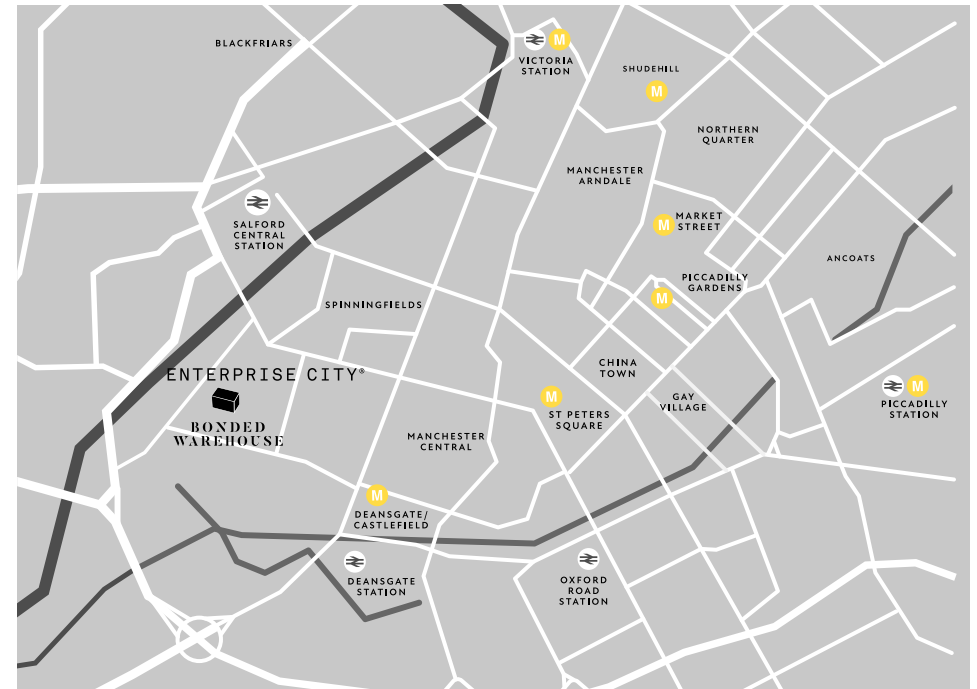 BLACKFRIARS
VICTORIA
STATION
M
SHUDEHILL
M
NORTHERN
QUARTER
MANCHESTER
ARNDALE
SALFORD
CENTRAL
STATION
M
MARKET
STREET
ANCOATS
PICCADILLY
GARDENS
M
SPINNINGFIELDS
ENTERPRISE CITY®
BONDED
WAREHOUSE
CHINA
TOWN
GAY
VILLAGE
M
ST PETERS
SQUARE
M
PICCADILLY
STATION
MANCHESTER
CENTRAL
M
DEANSGATE/
CASTLEFIELD
DEANSGATE
STATION
OXFORD
ROAD
STATION